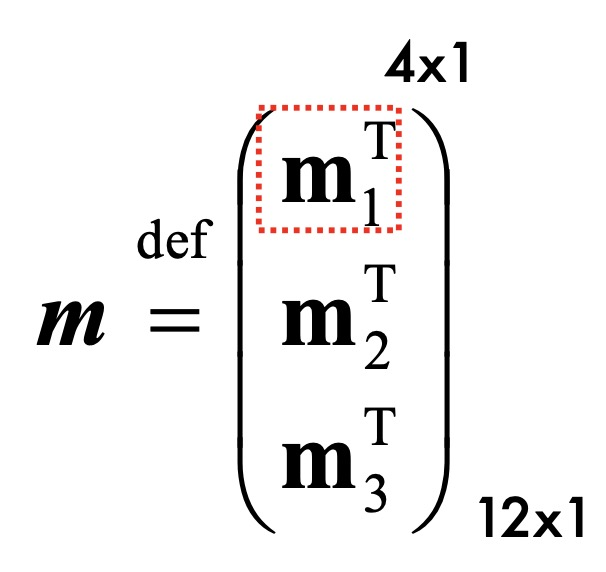 4x1
𝒎 def = ( m₁ᵀ
m₂ᵀ
m₃ᵀ )
12x1